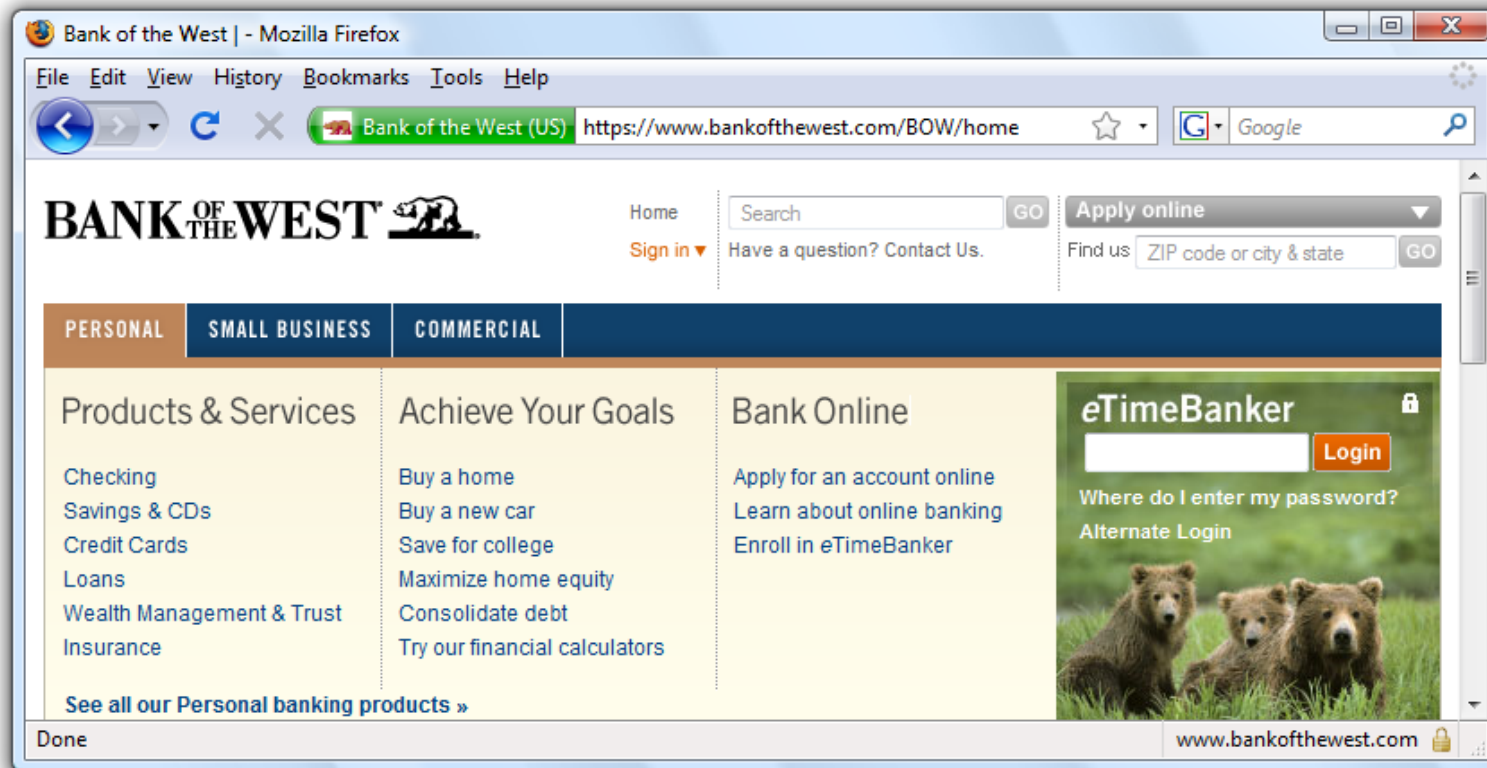 Bank of the West | - Mozilla Firefox
File Edit View History Bookmarks Tools Help
Bank of the West (US) https://www.bankofthewest.com/BOW/home G Google
BANK OF THE WEST
Home
Sign in
Search GO
Have a question? Contact Us.
Apply online
Find us ZIP code or city & state GO
PERSONAL SMALL BUSINESS COMMERCIAL
Products & Services
Checking
Savings & CDs
Credit Cards
Loans
Wealth Management & Trust
Insurance
See all our Personal banking products »
Achieve Your Goals
Buy a home
Buy a new car
Save for college
Maximize home equity
Consolidate debt
Try our financial calculators
Bank Online
Apply for an account online
Learn about online banking
Enroll in eTimeBanker
eTimeBanker
Login
Where do I enter my password?
Alternate Login
Done www.bankofthewest.com